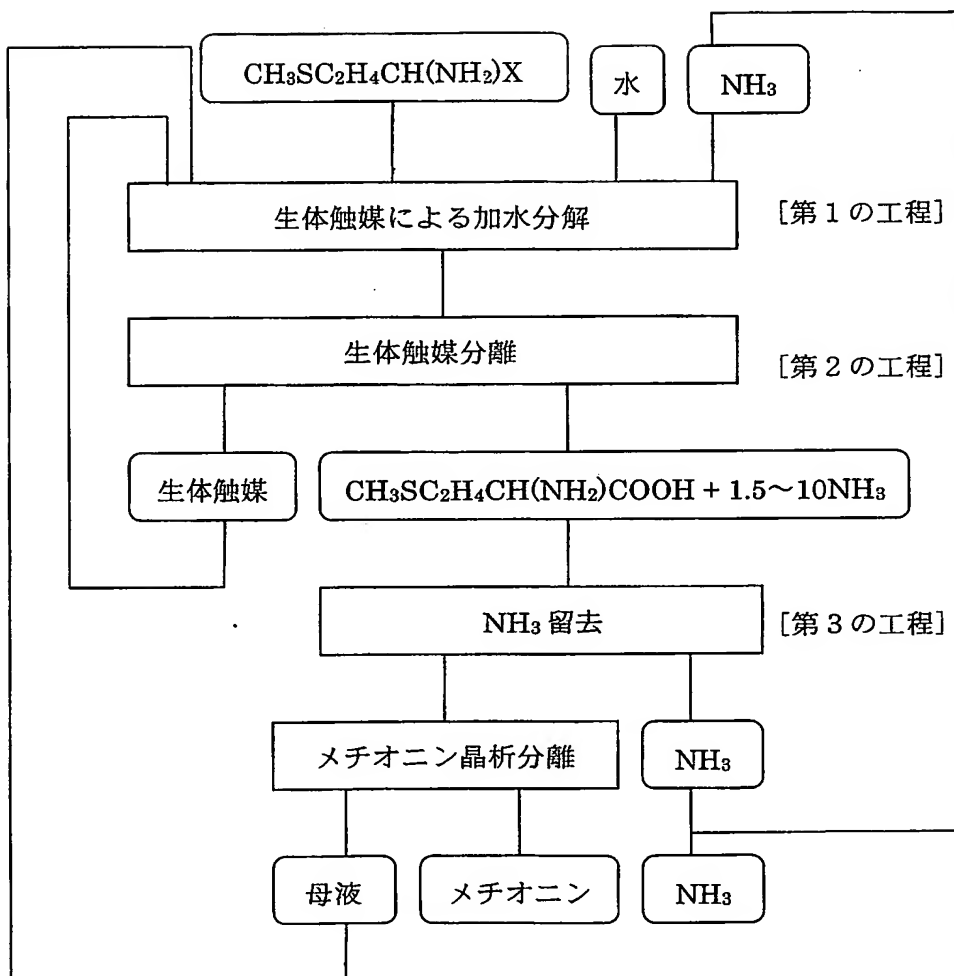 CH₃SC₂H₄CH(NH₂)X
水
NH₃
生体触媒による加水分解
[第1の工程]
生体触媒分離
[第2の工程]
生体触媒
CH₃SC₂H₄CH(NH₂)COOH + 1.5～10NH₃
NH₃ 留去
[第3の工程]
メチオニン晶析分離
NH₃
母液
メチオニン
NH₃